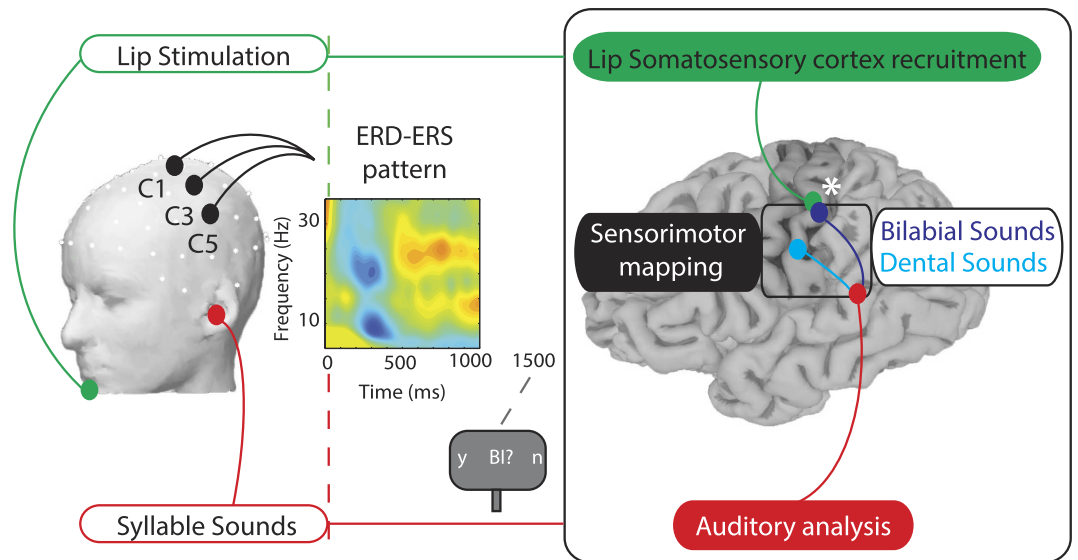 Lip Stimulation
Lip Somatosensory cortex recruitment
ERD-ERS
pattern
C1
C3
C5
30
Frequency (Hz)
10
0 500 1000 1500
Time (ms)
y BI? n
*
Sensorimotor
mapping
Bilabial Sounds
Dental Sounds
Syllable Sounds
Auditory analysis